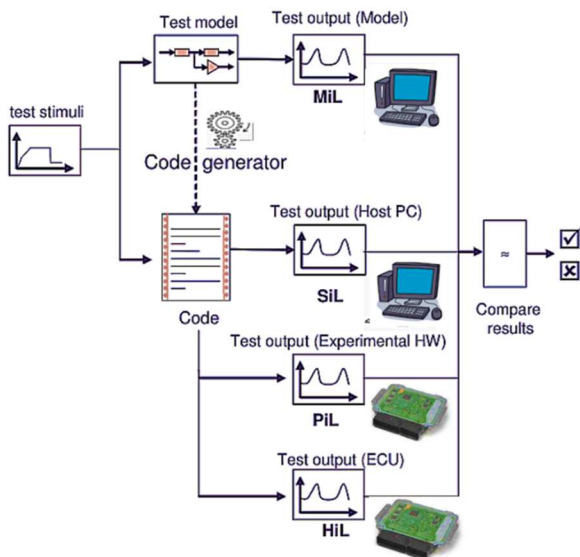 Test model
Test output (Model)
MiL
test stimuli
Code generator
Test output (Host PC)
≈
SiL
Compare
results
Code
Test output (Experimental HW)
PiL
Test output (ECU)
HiL